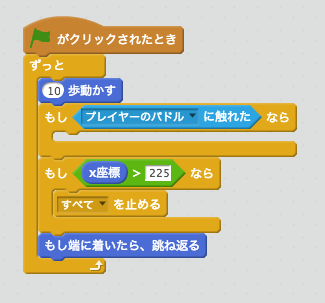 がクリックされたとき
ずっと
10 歩動かす
もし プレイヤーのパドル に触れた なら
もし x座標 > 225 なら
すべて を止める
もし端に着いたら、跳ね返る